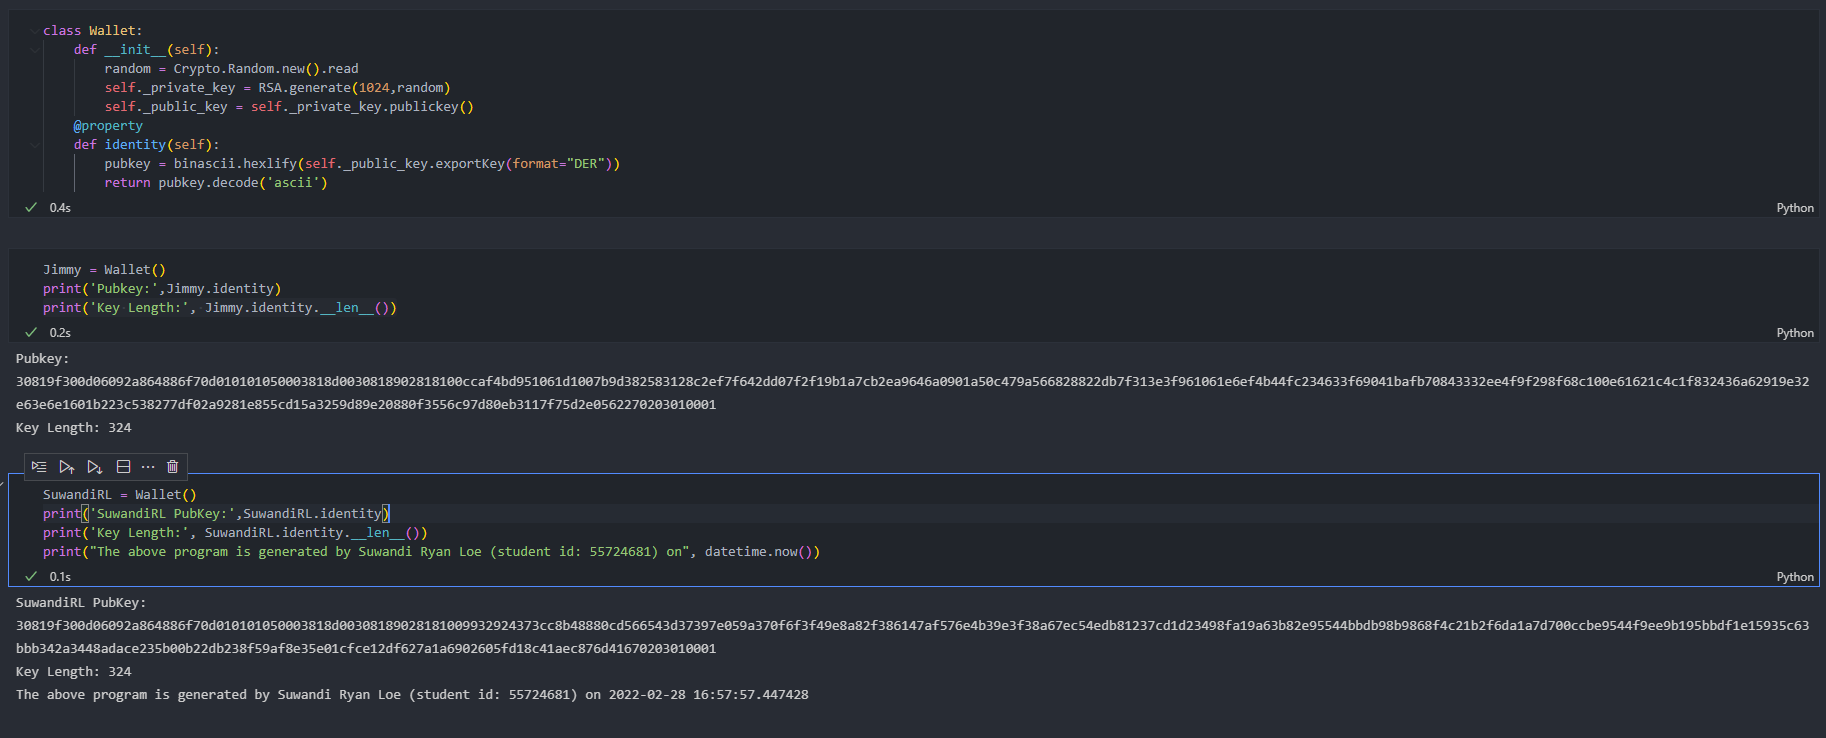 class Wallet:
    def __init__(self):
        random = Crypto.Random.new().read
        self._private_key = RSA.generate(1024,random)
        self._public_key = self._private_key.publickey()
    @property
    def identity(self):
        pubkey = binascii.hexlify(self._public_key.exportKey(format="DER"))
        return pubkey.decode('ascii')
0.4s
Python
Jimmy = Wallet()
print('Pubkey:',Jimmy.identity)
print('Key Length:', Jimmy.identity.__len__())
0.2s
Python
Pubkey:
30819f300d06092a864886f70d010101050003818d0030818902818100ccaf4bd951061d1007b9d382583128c2ef7f642dd07f2f19b1a7cb2ea9646a0901a50c479a566828822db7f313e3f961061e6ef4b44fc234633f69041bafb70843332ee4f9f298f68c100e61621c4c1f832436a62919e32
e63e6e1601b223c538277df02a9281e855cd15a3259d89e20880f3556c97d80eb3117f75d2e0562270203010001
Key Length: 324
SuwandiRL = Wallet()
print('SuwandiRL PubKey:',SuwandiRL.identity)
print('Key Length:', SuwandiRL.identity.__len__())
print("The above program is generated by Suwandi Ryan Loe (student id: 55724681) on", datetime.now())
0.1s
Python
SuwandiRL PubKey:
30819f300d06092a864886f70d010101050003818d00308189028181009932924373cc8b48880cd566543d37397e059a370f6f3f49e8a82f386147af576e4b39e3f38a67ec54edb81237cd1d23498fa19a63b82e95544bbdb98b9868f4c21b2f6da1a7d700ccbe9544f9ee9b195bbdf1e15935c63
bbb342a3448adace235b00b22db238f59af8e35e01cfce12df627a1a6902605fd18c41aec876d41670203010001
Key Length: 324
The above program is generated by Suwandi Ryan Loe (student id: 55724681) on 2022-02-28 16:57:57.447428